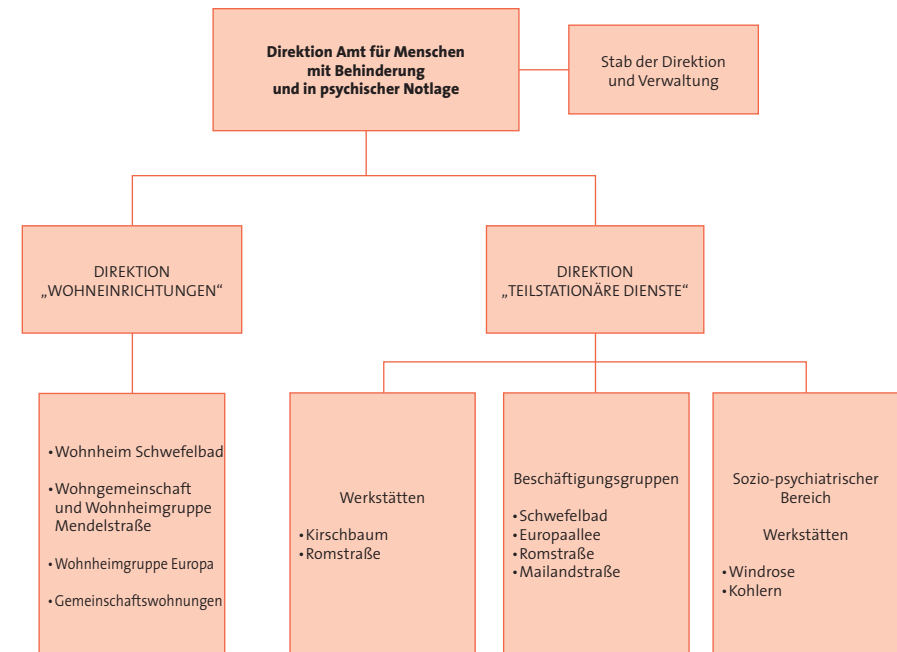 Direktion Amt für Menschen
mit Behinderung
und in psychischer Notlage
Stab der Direktion
und Verwaltung
DIREKTION
„WOHNEINRICHTUNGEN“
DIREKTION
„TEILSTATIONÄRE DIENSTE“
•Wohnheim Schwefelbad
•Wohngemeinschaft
und Wohnheimgruppe
Mendelstraße
•Wohnheimgruppe Europa
•Gemeinschaftswohnungen
Werkstätten
•Kirschbaum
•Romstraße
Beschäftigungsgruppen
•Schwefelbad
•Europaallee
•Romstraße
•Mailandstraße
Sozio-psychiatrischer
Bereich
Werkstätten
•Windrose
•Kohlern